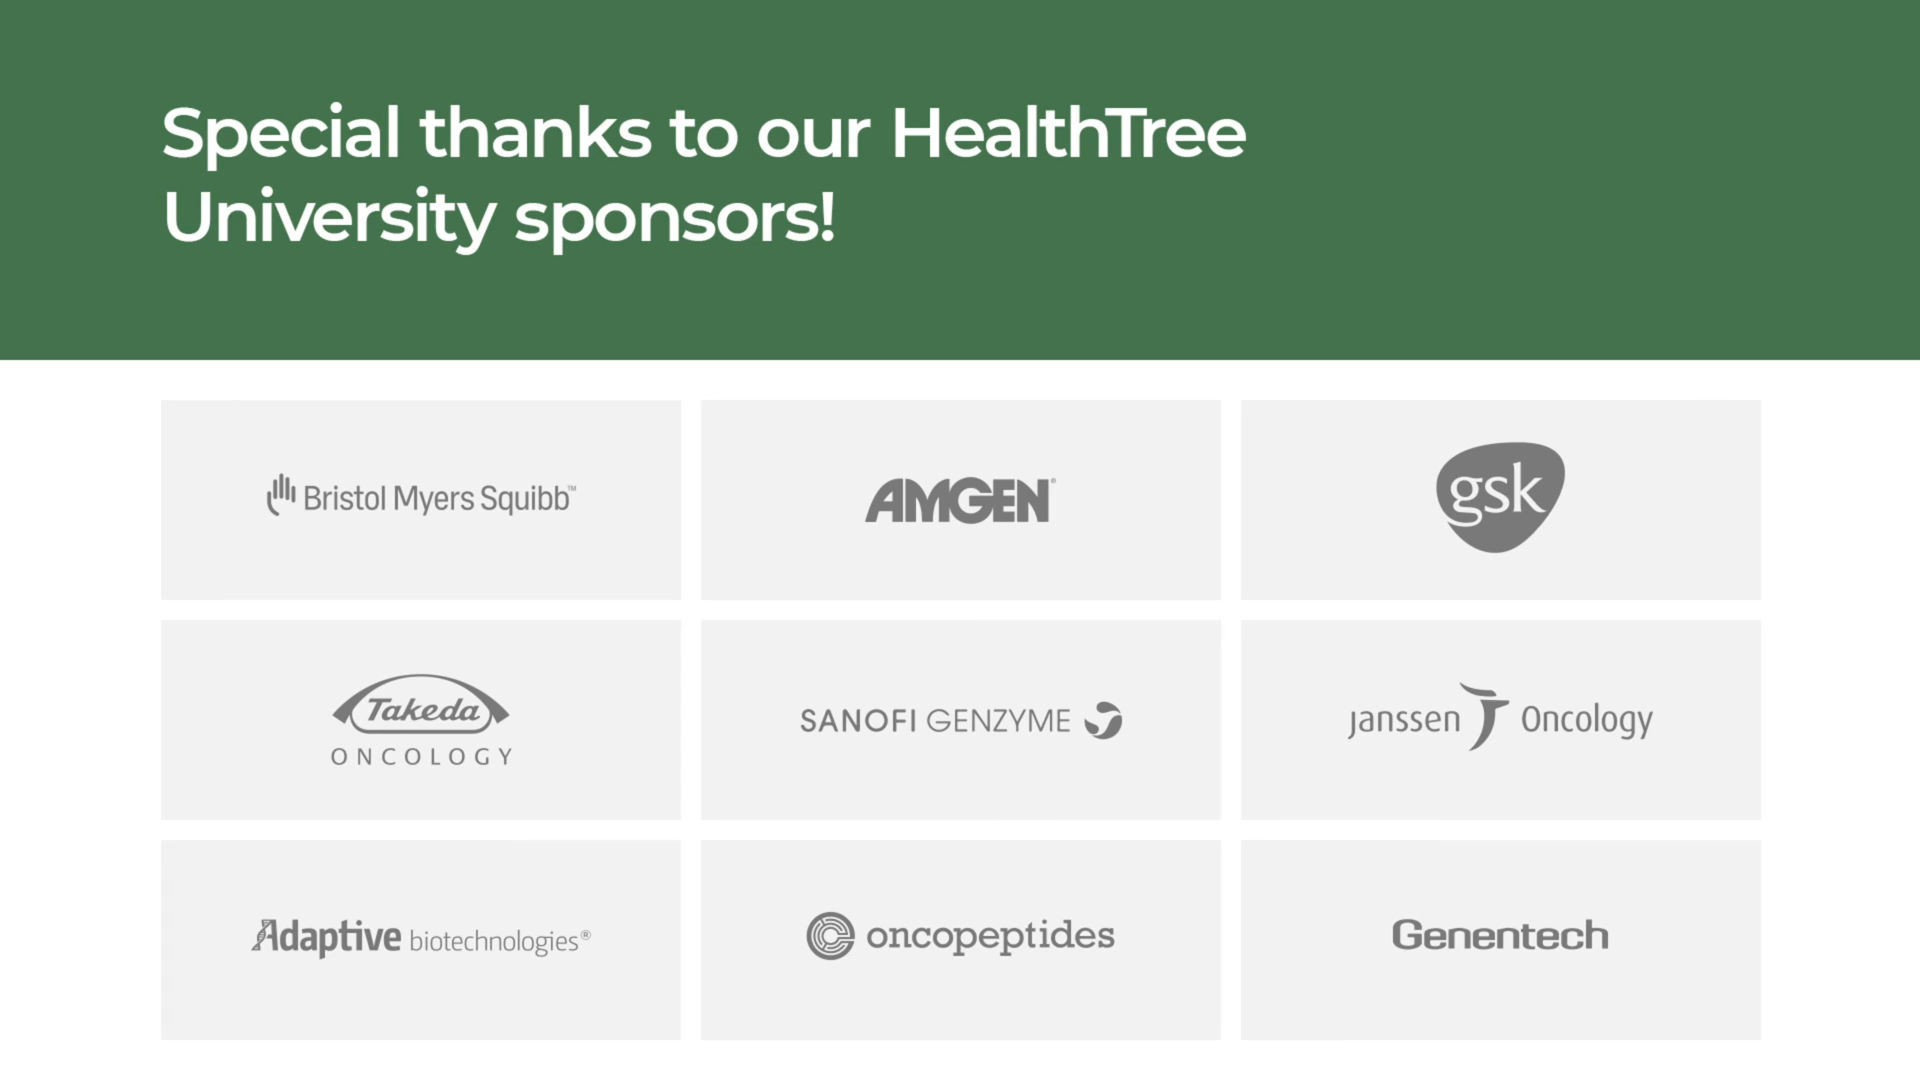 Special thanks to our HealthTree
University sponsors!
Bristol Myers Squibb™
AMGEN®
gsk
Takeda
ONCOLOGY
SANOFI GENZYME
janssen Oncology
Adaptive biotechnologies®
oncopeptides
Genentech